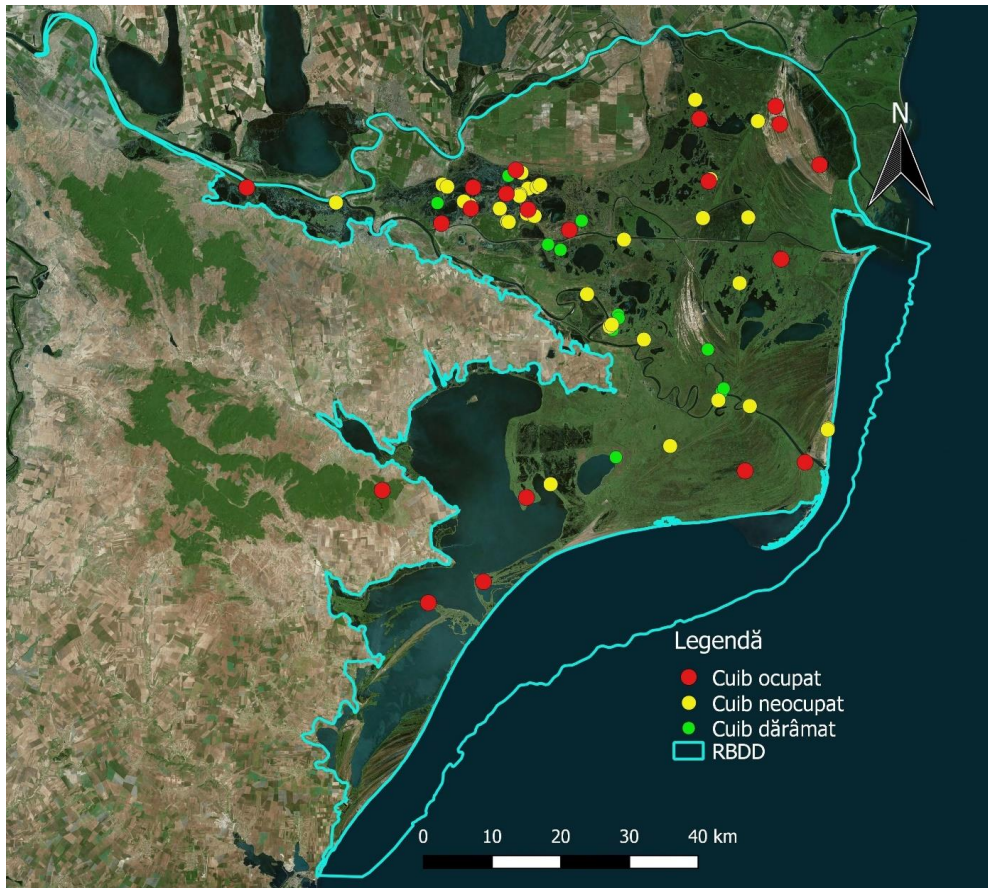 N
Legendă
Cuib ocupat
Cuib neocupat
Cuib dărâmat
RBDD
0 10 20 30 40 km